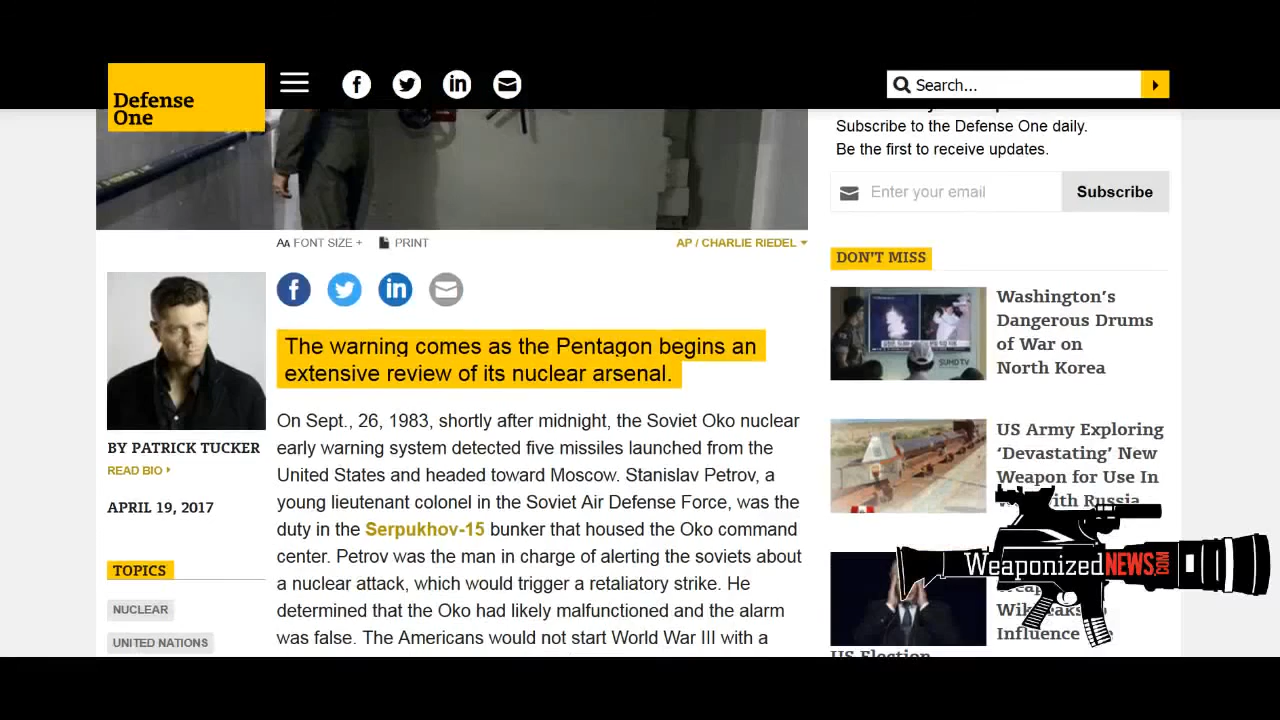 Defense
One
Search...
Subscribe to the Defense One daily.
Be the first to receive updates.
Enter your email
Subscribe
AA FONT SIZE +
PRINT
AP / CHARLIE RIEDEL
DON'T MISS
Washington's
Dangerous Drums
of War on
North Korea
US Army Exploring
'Devastating' New
Weapon for Use In
ith Russia
The warning comes as the Pentagon begins an
extensive review of its nuclear arsenal.
BY PATRICK TUCKER
READ BIO
APRIL 19, 2017
TOPICS
NUCLEAR
UNITED NATIONS
On Sept., 26, 1983, shortly after midnight, the Soviet Oko nuclear
early warning system detected five missiles launched from the
United States and headed toward Moscow. Stanislav Petrov, a
young lieutenant colonel in the Soviet Air Defense Force, was the
duty in the Serpukhov-15 bunker that housed the Oko command
center. Petrov was the man in charge of alerting the soviets about
a nuclear attack, which would trigger a retaliatory strike. He
determined that the Oko had likely malfunctioned and the alarm
was false. The Americans would not start World War III with a
WeaponizedNEWS.COM
Influence
US Election